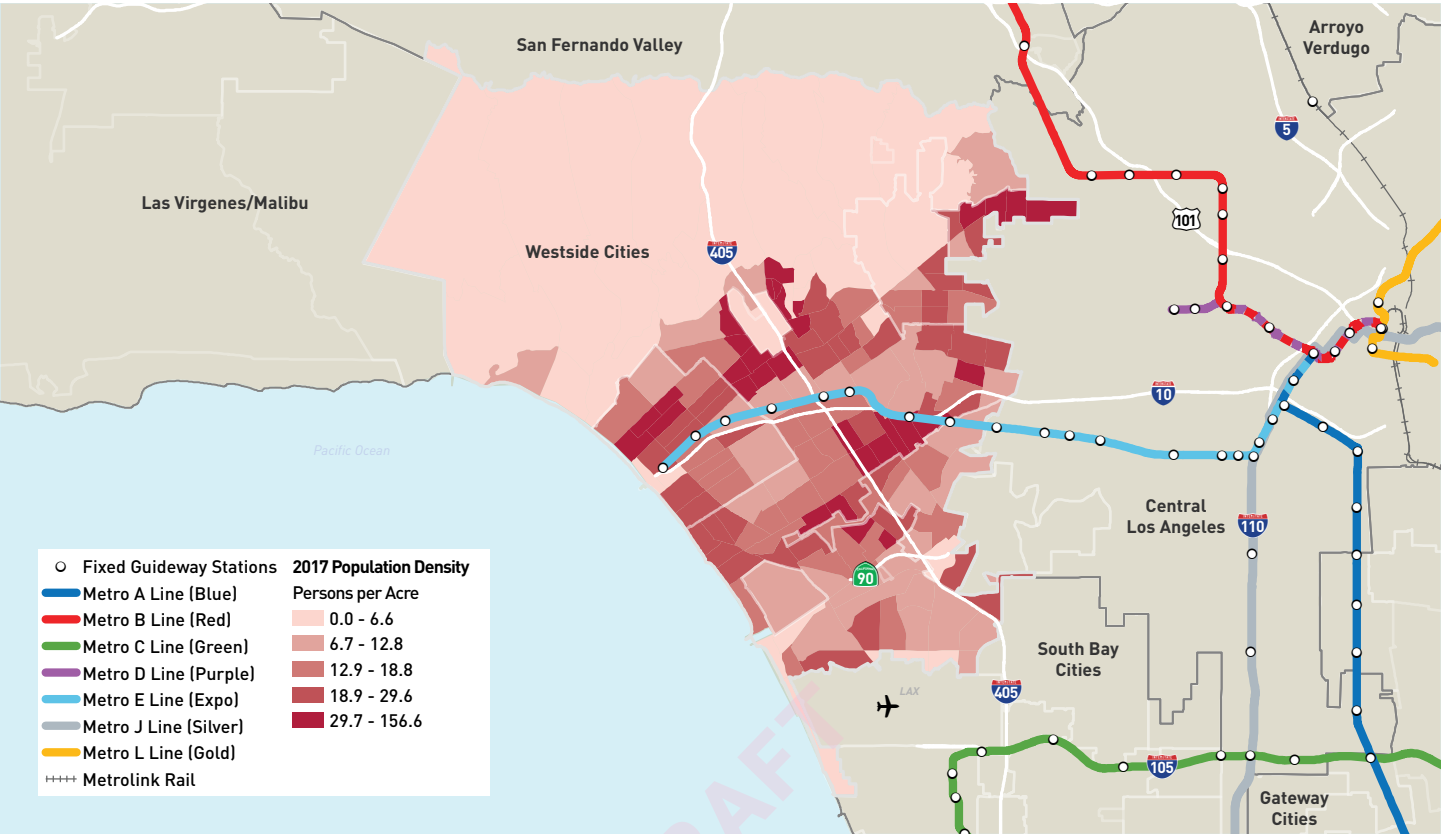 San Fernando Valley
Arroyo
Verdugo
5
Las Virgenes/Malibu
101
Westside Cities
405
10
Pacific Ocean
Central
Los Angeles
110
90
South Bay
Cities
LAX
405
105
Gateway
Cities
Fixed Guideway Stations
Metro A Line (Blue)
Metro B Line (Red)
Metro C Line (Green)
Metro D Line (Purple)
Metro E Line (Expo)
Metro J Line (Silver)
Metro L Line (Gold)
Metrolink Rail
2017 Population Density
Persons per Acre
0.0 - 6.6
6.7 - 12.8
12.9 - 18.8
18.9 - 29.6
29.7 - 156.6
RAFT